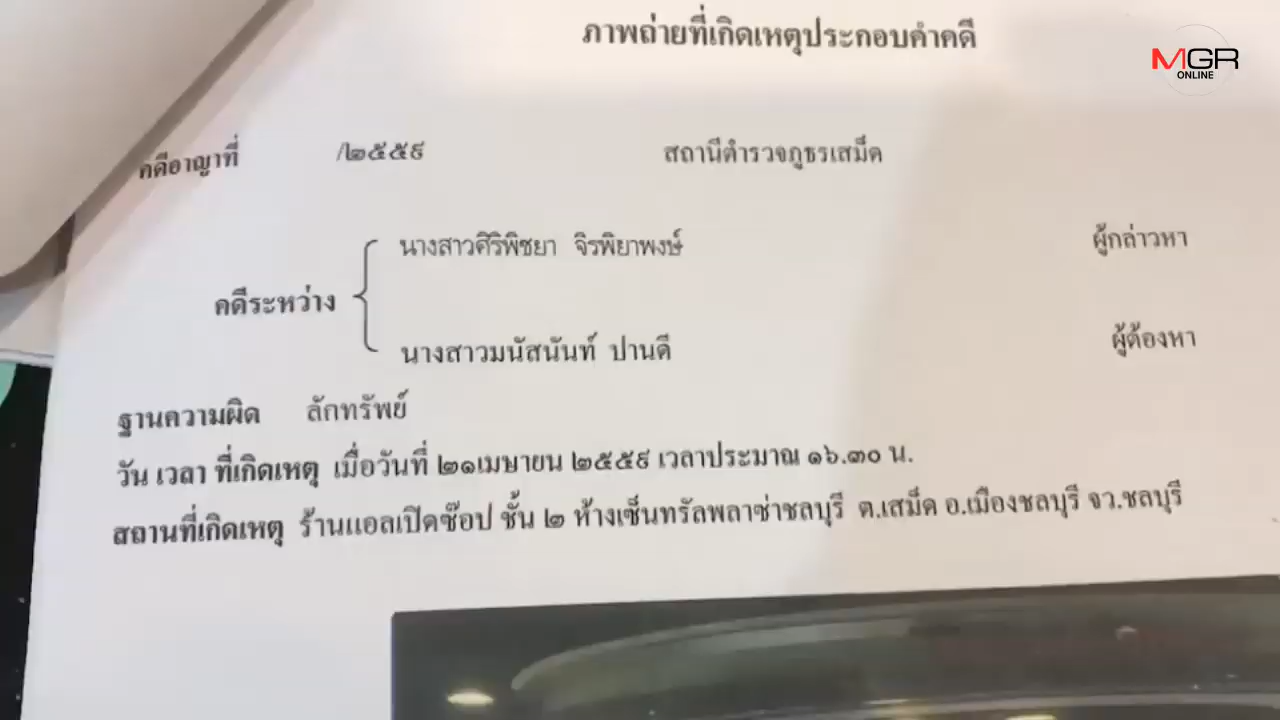 ภาพถ่ายที่เกิดเหตุประกอบคำคดี
MGR
ONLINE
คดีอาญาที่ /๒๕๕๙ สถานีตำรวจภูธรเสม็ด
นางสาวศิริพิชยา จิรพิยาพงษ์ ผู้กล่าวหา
คดีระหว่าง
นางสาวมนัสนันท์ ปานดี ผู้ต้องหา
ฐานความผิด ลักทรัพย์
วัน เวลา ที่เกิดเหตุ เมื่อวันที่ ๒๑เมษายน ๒๕๕๙ เวลาประมาณ ๑๖.๓๐ น.
สถานที่เกิดเหตุ ร้านแอลเปิดช๊อป ชั้น ๒ ห้างเซ็นทรัลพลาซ่าชลบุรี ต.เสม็ด อ.เมืองชลบุรี จว.ชลบุรี